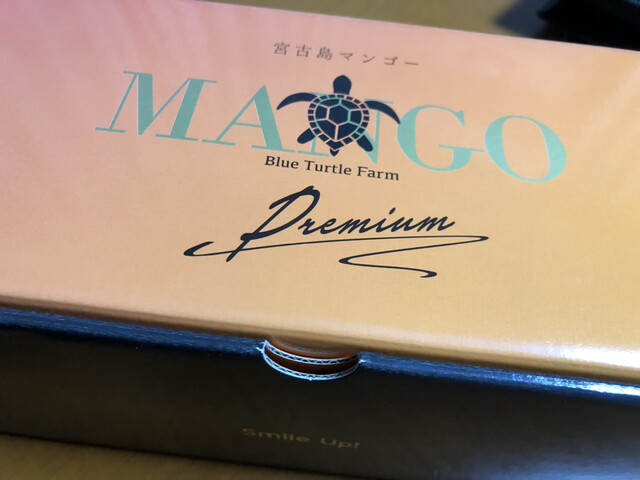 宮古島マンゴー
MANGO
Blue Turtle Farm
Premium
Smile Up!